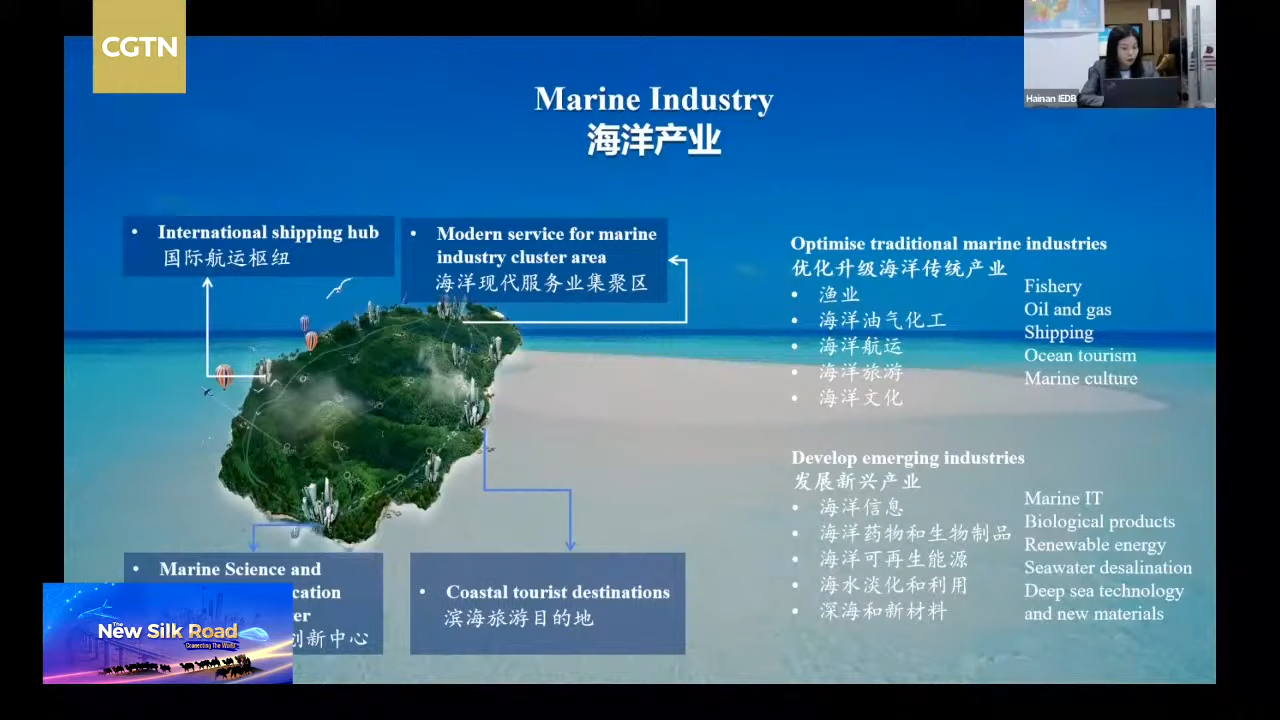 CGTN
Hainan IEDB
Marine Industry
海洋产业
• International shipping hub
国际航运枢纽
• Modern service for marine
industry cluster area
海洋现代服务业集聚区
Optimise traditional marine industries
优化升级海洋传统产业
• 渔业
• 海洋油气化工
• 海洋航运
• 海洋旅游
• 海洋文化
Fishery
Oil and gas
Shipping
Ocean tourism
Marine culture
Develop emerging industries
发展新兴产业
• 海洋信息
• 海洋药物和生物制品
• 海洋可再生能源
• 海水淡化和利用
• 深海和新材料
Marine IT
Biological products
Renewable energy
Seawater desalination
Deep sea technology
and new materials
• Marine Science and
创新中心
• Coastal tourist destinations
滨海旅游目的地
The
New Silk Road
Connecting The World